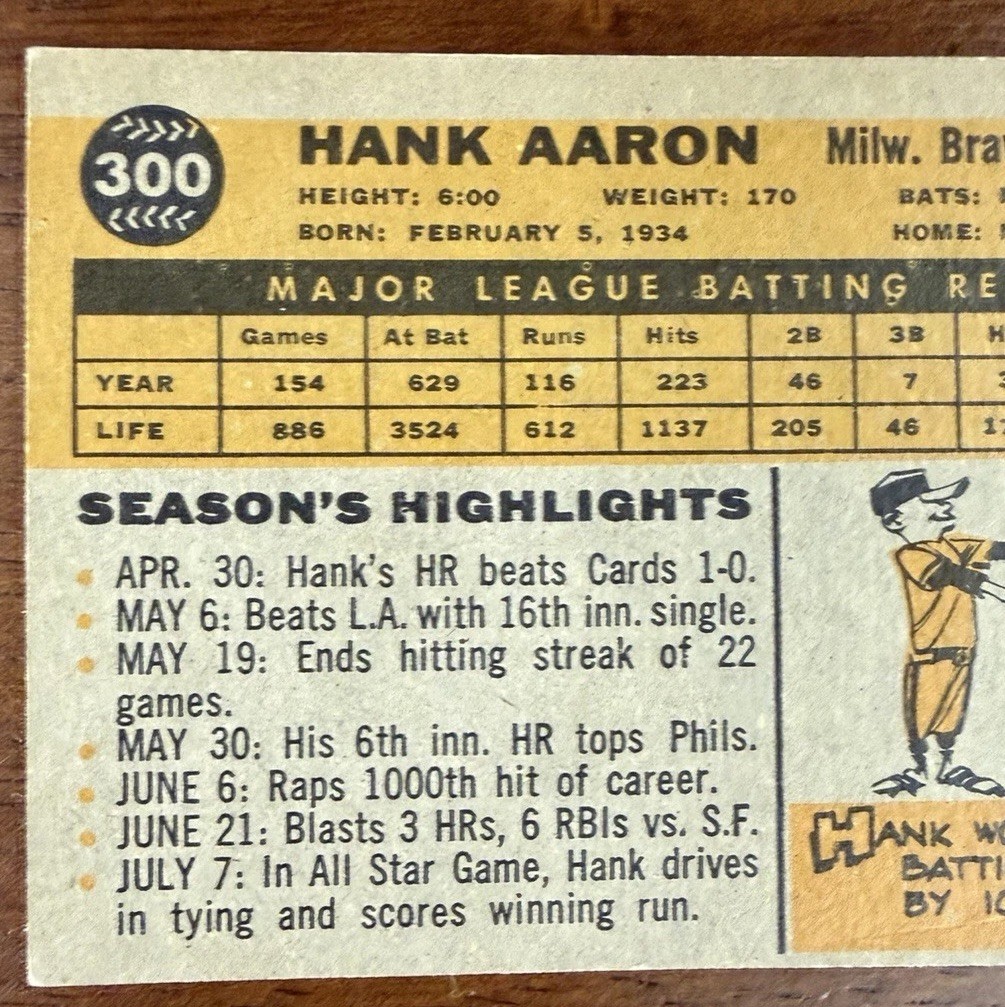 300
HANK AARON Milw. Bra
HEIGHT: 6:00 WEIGHT: 170 BATS:
BORN: FEBRUARY 5, 1934 HOME:
MAJOR LEAGUE BATTING RE
Games At Bat Runs Hits 2B 3B H
YEAR 154 629 116 223 46 7
LIFE 886 3524 612 1137 205 46 17
SEASON'S HIGHLIGHTS
APR. 30: Hank's HR beats Cards 1-0.
MAY 6: Beats L.A. with 16th inn. single.
MAY 19: Ends hitting streak of 22
games.
MAY 30: His 6th inn. HR tops Phils.
JUNE 6: Raps 1000th hit of career.
JUNE 21: Blasts 3 HRs, 6 RBIs vs. S.F.
JULY 7: In All Star Game, Hank drives
in tying and scores winning run.
HANK W
BATTI
BY